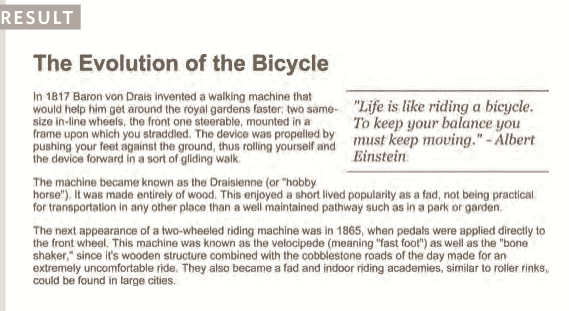 RESULT
The Evolution of the Bicycle
In 1817 Baron von Drais invented a walking machine that
would help him get around the royal gardens faster: two same-
size in-line wheels, the front one steerable, mounted in a
frame upon which you straddled. The device was propelled by
pushing your feet against the ground, thus rolling yourself and
the device forward in a sort of gliding walk.
"Life is like riding a bicycle.
To keep your balance you
must keep moving." - Albert
Einstein
The machine became known as the Draisienne (or "hobby
horse"). It was made entirely of wood. This enjoyed a short lived popularity as a fad, not being practical
for transportation in any other place than a well maintained pathway such as in a park or garden.
The next appearance of a two-wheeled riding machine was in 1865, when pedals were applied directly to
the front wheel. This machine was known as the velocipede (meaning "fast foot") as well as the "bone
shaker," since it's wooden structure combined with the cobblestone roads of the day made for an
extremely uncomfortable ride. They also became a fad and indoor riding academies, similar to roller rinks,
could be found in large cities.